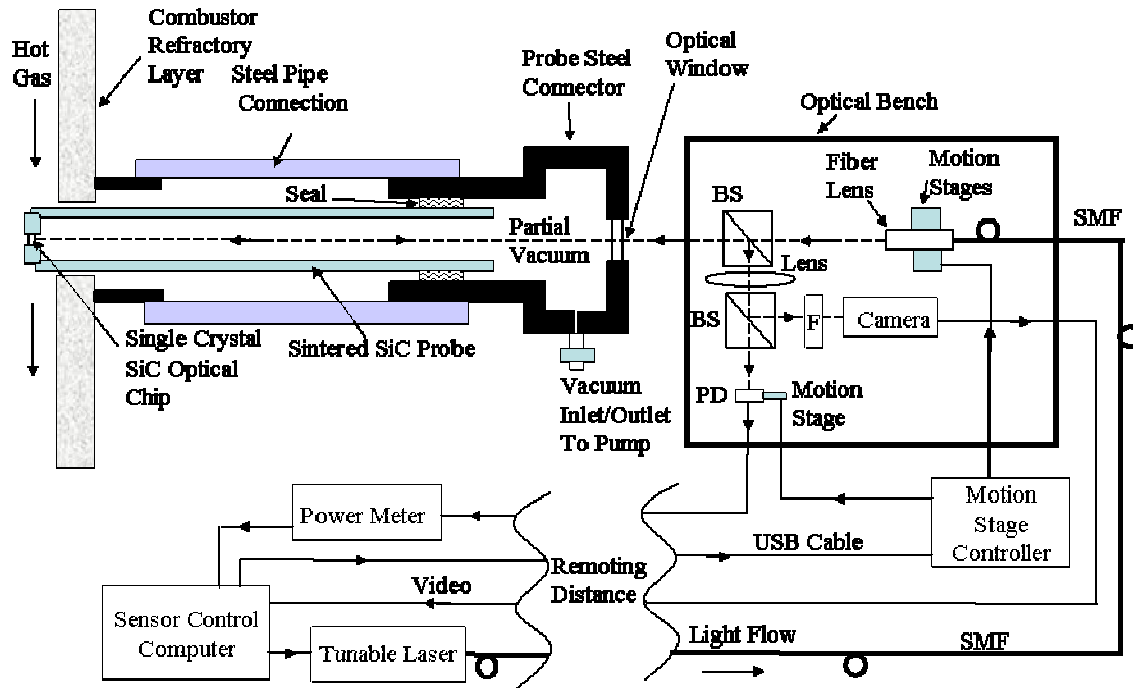 Combustor
Refractory
Layer
Hot
Gas
Steel Pipe
Connection
Probe Steel
Connector
Optical
Window
Optical Bench
Fiber
Lens
Motion
Stages
BS
SMF
Seal
Partial
Vacuum
Lens
BS
F
Camera
Single Crystal
SiC Optical
Chip
Sintered SiC Probe
Vacuum
Inlet/Outlet
To Pump
PD
Motion
Stage
Power Meter
Motion
Stage
Controller
USB Cable
Remoting
Distance
Video
Sensor Control
Computer
Tunable Laser
Light Flow
SMF